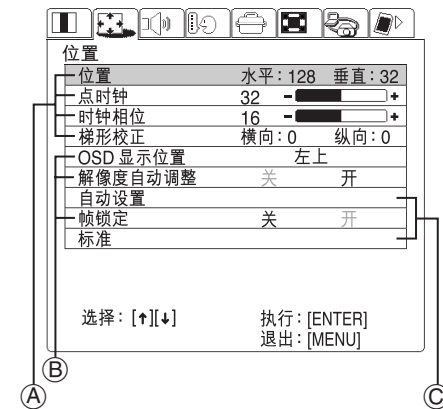 位置
位置 水平：128 垂直：32
点时钟 32 - +
时钟相位 16 - +
梯形校正 横向：0 纵向：0
OSD 显示位置 左上
解像度自动调整 关 开
自动设置
帧锁定 关 开
标准
选择：[↑][↓] 执行：[ENTER]
退出：[MENU]
Ⓑ
Ⓐ Ⓒ